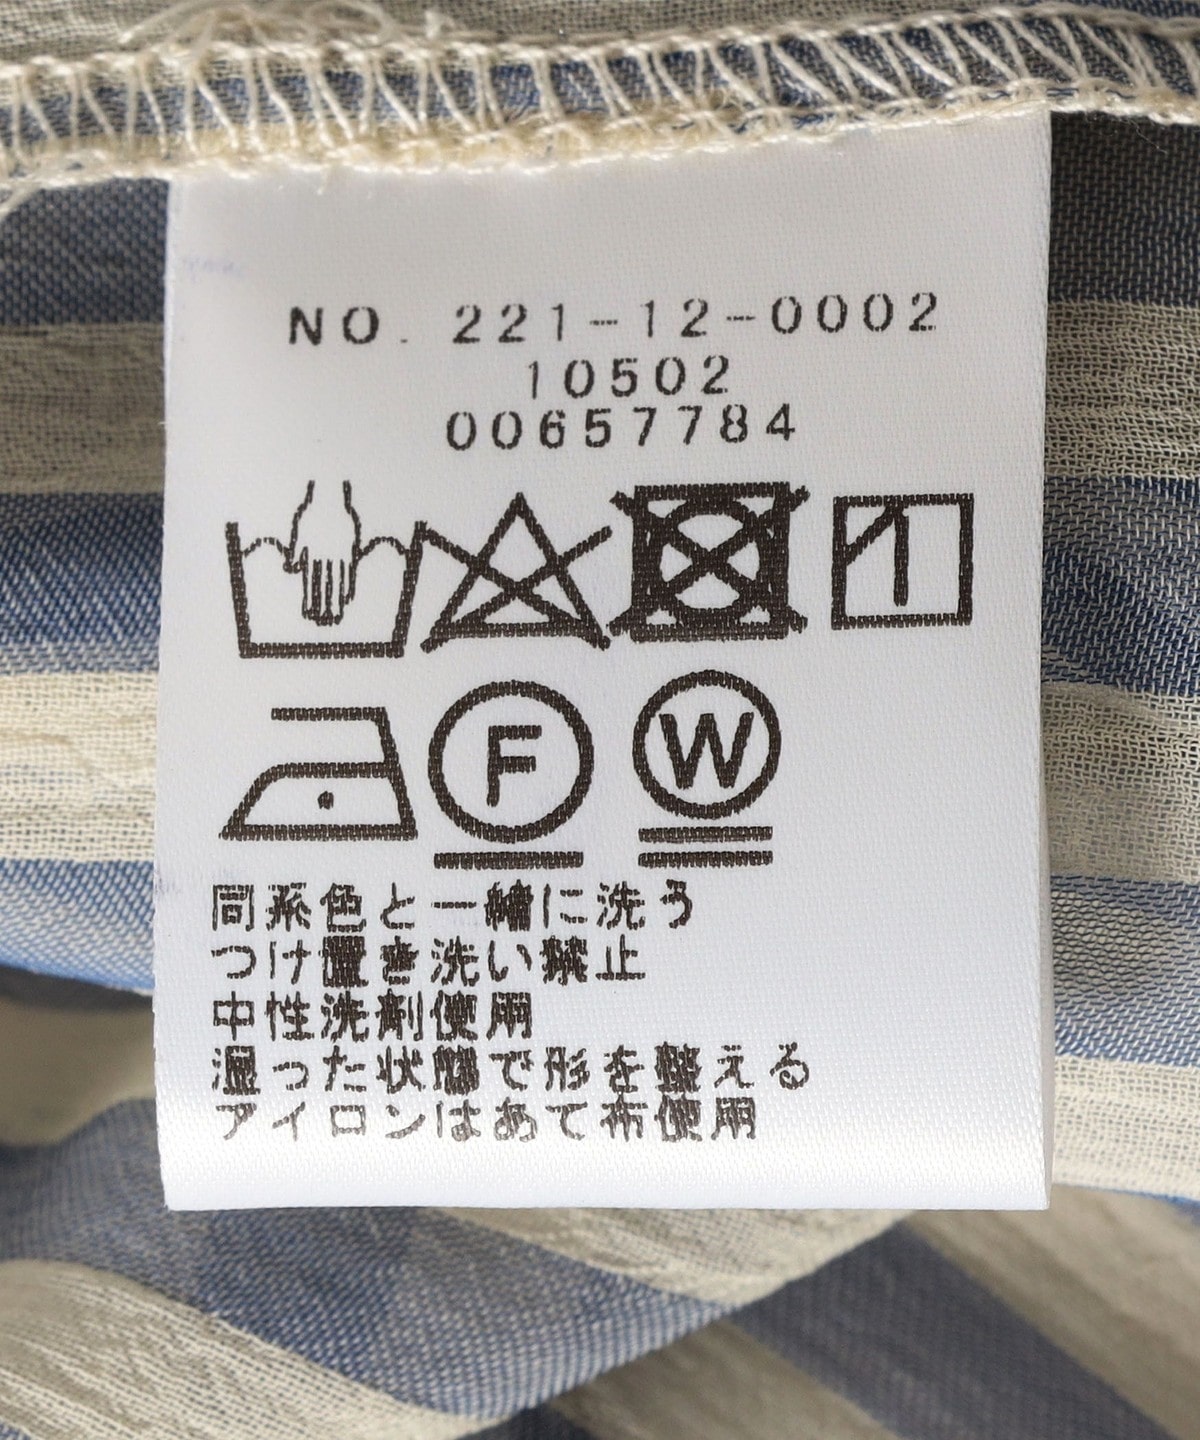 NO. 221-12-0002
10502
00657784
F W
同系色と一緒に洗う
つけ置き洗い禁止
中性洗剤使用
湿った状態で形を整える
アイロンはあて布使用